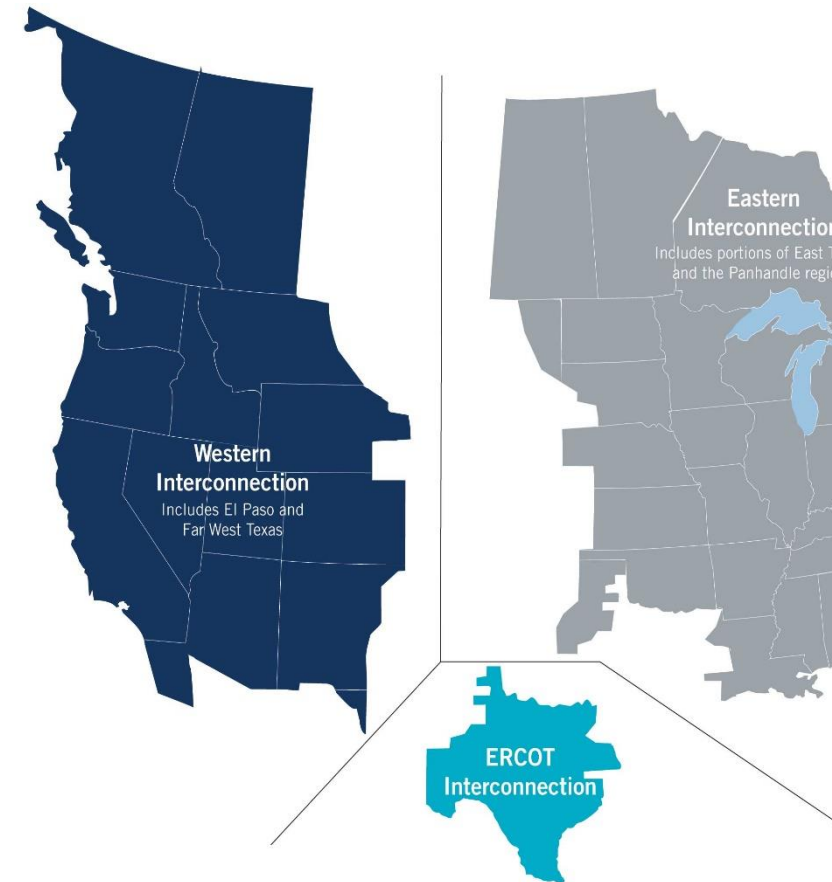 Western
Interconnection
Includes El Paso and
Far West Texas
Eastern
Interconnection
Includes portions of East T
and the Panhandle regi
ERCOT
Interconnection